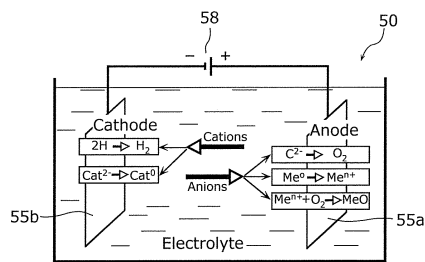 58
50
− +
Cathode
Anode
2H → H₂
Cations
C²⁻ → O₂
Cat²⁻ → Cat⁰
Me⁰ → Meⁿ⁺
Anions
Meⁿ⁺+O₂ → MeO
55b
55a
Electrolyte